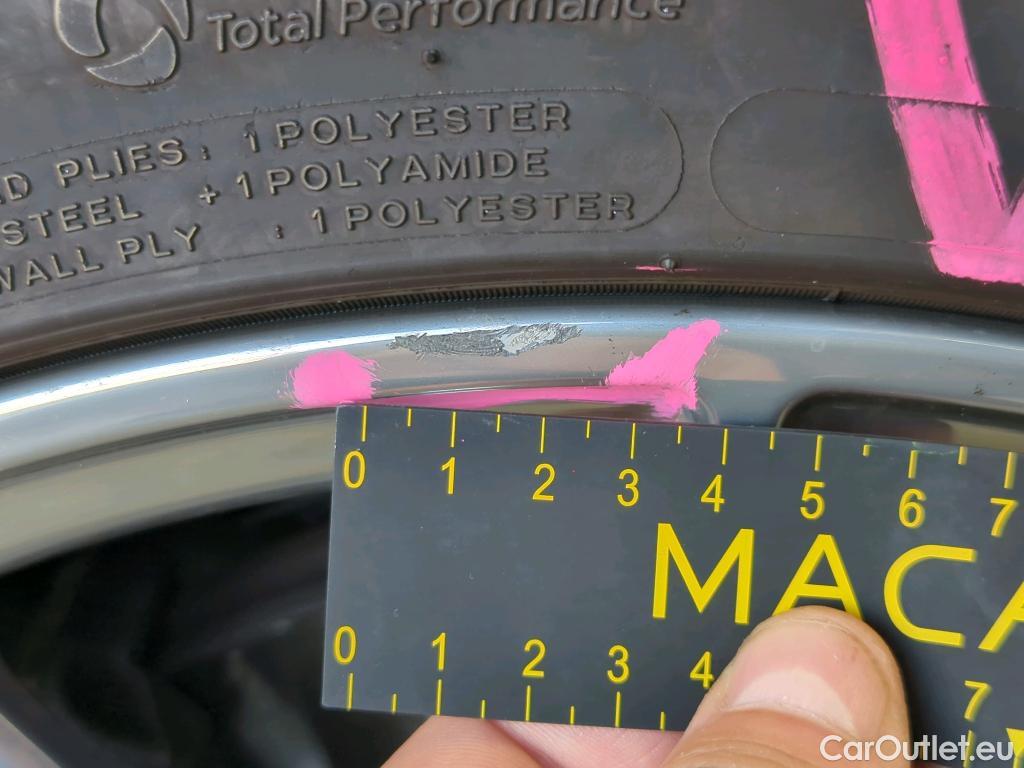 Total Performance
D PLIES: 1 POLYESTER
STEEL + 1 POLYAMIDE
WALL PLY : 1 POLYESTER
0 1 2 3 4 5 6 7
MACA
0 1 2 3 4 7
CarOutlet.eu